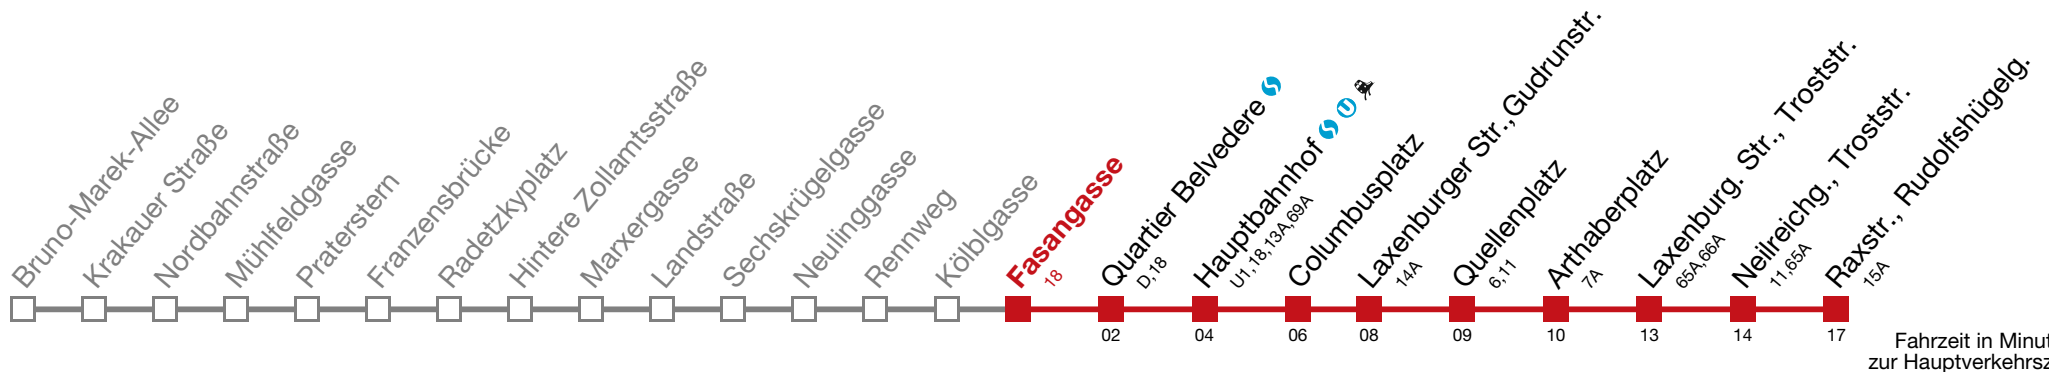 Bruno-Marek-Allee
Krakauer Straße
Nordbahnstraße
Mühlfeldgasse
Praterstern
Franzensbrücke
Radetzkyplatz
Hintere Zollamtsstraße
Marxergasse
Landstraße
Sechskrügelgasse
Neulinggasse
Rennweg
Kölblgasse
Fasangasse
18
Quartier Belvedere
D,18
Hauptbahnhof U
U1,18,13A,69A
Columbusplatz
Laxenburger Str.,Gudrunstr.
14A
Quellenplatz
6,11
Arthaberplatz
7A
Laxenburg. Str., Troststr.
65A,66A
Neilreichg., Troststr.
11,65A
Raxstr., Rudolfshügelg.
15A
02 04 06 08 09 10 13 14 17
Fahrzeit in Minut
zur Hauptverkehrsz